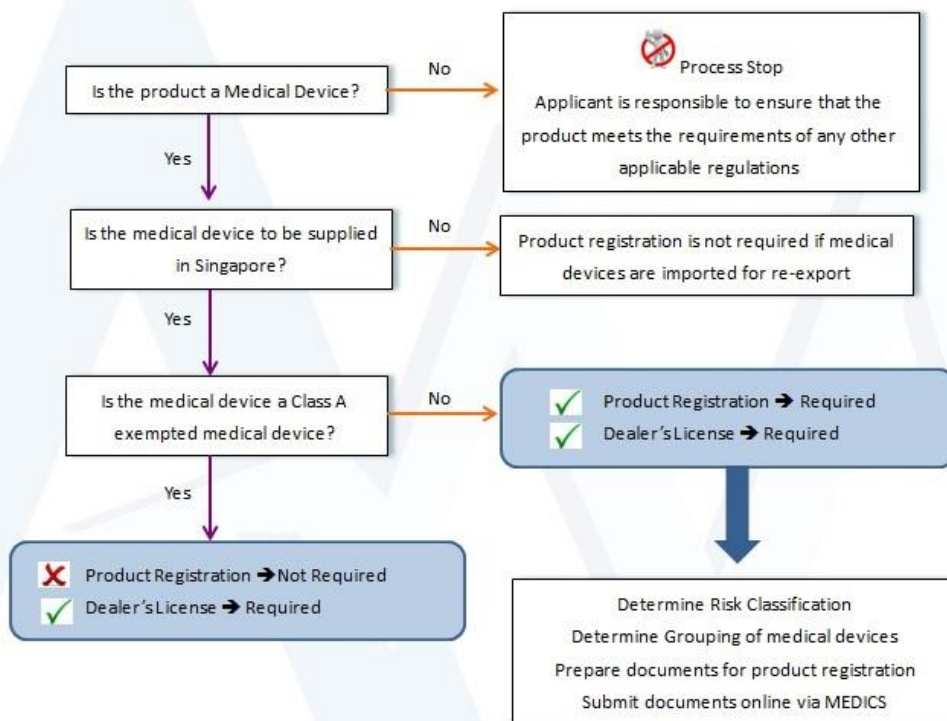 Is the product a Medical Device?
No
Process Stop
Applicant is responsible to ensure that the
product meets the requirements of any other
applicable regulations
Yes
Is the medical device to be supplied
in Singapore?
No
Product registration is not required if medical
devices are imported for re-export
Yes
Is the medical device a Class A
exempted medical device?
No
Product Registration ➔ Required
Dealer's License ➔ Required
Yes
Product Registration ➔Not Required
Dealer's License ➔ Required
Determine Risk Classification
Determine Grouping of medical devices
Prepare documents for product registration
Submit documents online via MEDICS